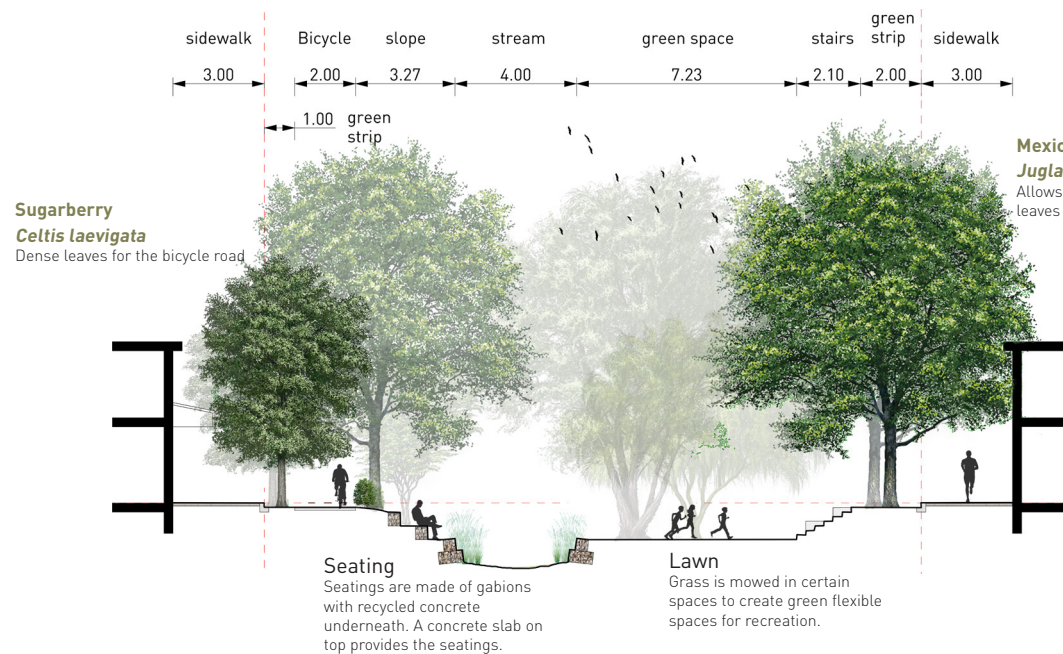 sidewalk
Bicycle
slope
stream
green space
stairs
green
strip
sidewalk
3.00
2.00
3.27
4.00
7.23
2.10
2.00
3.00
1.00
green
strip
Sugarberry
Celtis laevigata
Dense leaves for the bicycle road
Mexic
Jugla
Allows
leaves
Seating
Seatings are made of gabions
with recycled concrete
underneath. A concrete slab on
top provides the seatings.
Lawn
Grass is mowed in certain
spaces to create green flexible
spaces for recreation.